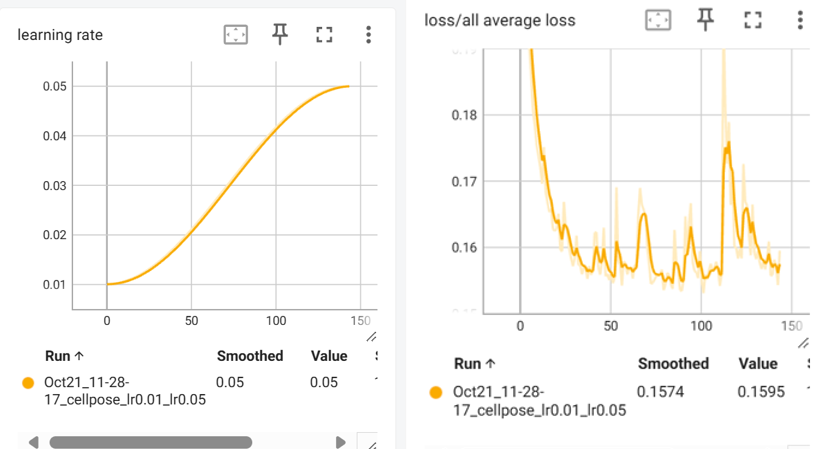 learning rate
0.05
0.04
0.03
0.02
0.01
0
50
100
150
Run ↑ Smoothed Value
Oct21_11-28-
17_cellpose_lr0.01_lr0.05
0.05 0.05
loss/all average loss
0.18
0.17
0.16
0
50
100
150
Run ↑ Smoothed Value
Oct21_11-28-
17_cellpose_lr0.01_lr0.05
0.1574 0.1595